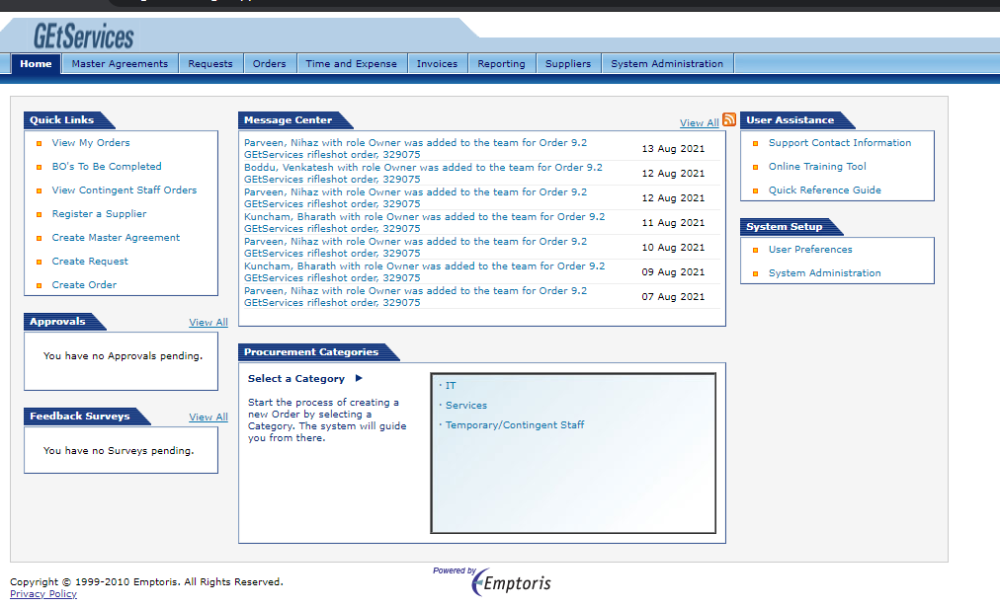 GEtServices
Home
Master Agreements
Requests
Orders
Time and Expense
Invoices
Reporting
Suppliers
System Administration
Quick Links
View My Orders
BO's To Be Completed
View Contingent Staff Orders
Register a Supplier
Create Master Agreement
Create Request
Create Order
Approvals
View All
You have no Approvals pending.
Feedback Surveys
View All
You have no Surveys pending.
Message Center
View All
Parveen, Nihaz with role Owner was added to the team for Order 9.2
GEtServices rifleshot order, 329075
13 Aug 2021
Boddu, Venkatesh with role Owner was added to the team for Order 9.2
GEtServices rifleshot order, 329075
12 Aug 2021
Parveen, Nihaz with role Owner was added to the team for Order 9.2
GEtServices rifleshot order, 329075
12 Aug 2021
Kuncham, Bharath with role Owner was added to the team for Order 9.2
GEtServices rifleshot order, 329075
11 Aug 2021
Parveen, Nihaz with role Owner was added to the team for Order 9.2
GEtServices rifleshot order, 329075
10 Aug 2021
Kuncham, Bharath with role Owner was added to the team for Order 9.2
GEtServices rifleshot order, 329075
09 Aug 2021
Parveen, Nihaz with role Owner was added to the team for Order 9.2
GEtServices rifleshot order, 329075
07 Aug 2021
Procurement Categories
Select a Category
Start the process of creating a
new Order by selecting a
Category. The system will guide
you from there.
· IT
· Services
· Temporary/Contingent Staff
User Assistance
Support Contact Information
Online Training Tool
Quick Reference Guide
System Setup
User Preferences
System Administration
Powered by
Emptoris
Copyright © 1999-2010 Emptoris. All Rights Reserved.
Privacy Policy